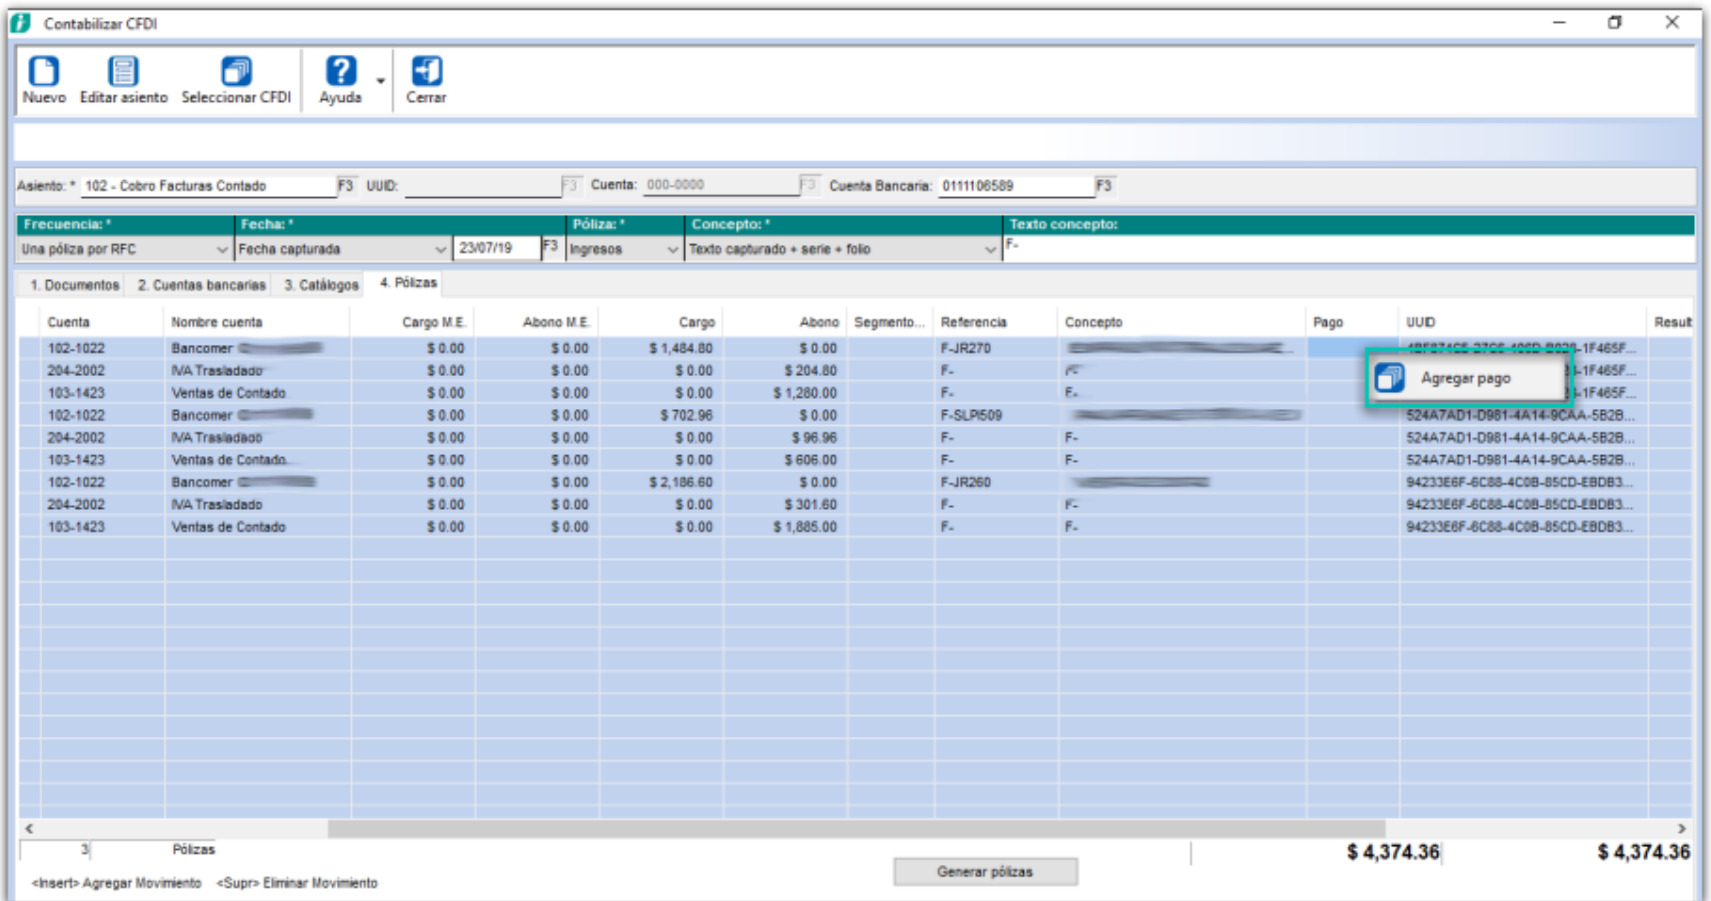 Contabilizar CFDI
Nuevo Editar asiento Seleccionar CFDI Ayuda Cerrar
Asiento: * 102 - Cobro Facturas Contado F3 UUID: F3 Cuenta: 000-0000 F3 Cuenta Bancaria: 0111106589 F3
Frecuencia: * Fecha: * Póliza: * Concepto: * Texto concepto:
Una póliza por RFC Fecha capturada 23/07/19 F3 Ingresos Texto capturado + serie + folio F-
1. Documentos 2. Cuentas bancarias 3. Catálogos 4. Pólizas
Cuenta Nombre cuenta Cargo M.E. Abono M.E. Cargo Abono Segmento... Referencia Concepto Pago UUID Result
102-1022 Bancomer $ 0.00 $ 0.00 $ 1,484.80 $ 0.00 F-JR270 ... -1F465F...
204-2002 IVA Trasladado $ 0.00 $ 0.00 $ 0.00 $ 204.80 F- F- -1F465F...
Agregar pago
103-1423 Ventas de Contado $ 0.00 $ 0.00 $ 0.00 $ 1,280.00 F- F- -1F465F...
102-1022 Bancomer $ 0.00 $ 0.00 $ 702.96 $ 0.00 F-SLPI509 524A7AD1-D981-4A14-9CAA-5B2B...
204-2002 IVA Trasladado $ 0.00 $ 0.00 $ 0.00 $ 96.96 F- F- 524A7AD1-D981-4A14-9CAA-5B2B...
103-1423 Ventas de Contado $ 0.00 $ 0.00 $ 0.00 $ 606.00 F- F- 524A7AD1-D981-4A14-9CAA-5B2B...
102-1022 Bancomer $ 0.00 $ 0.00 $ 2,186.60 $ 0.00 F-JR260 94233E6F-6C88-4C0B-85CD-EBDB3...
204-2002 IVA Trasladado $ 0.00 $ 0.00 $ 0.00 $ 301.60 F- F- 94233E6F-6C88-4C0B-85CD-EBDB3...
103-1423 Ventas de Contado $ 0.00 $ 0.00 $ 0.00 $ 1,885.00 F- F- 94233E6F-6C88-4C0B-85CD-EBDB3...
3 Pólizas $ 4,374.36 $ 4,374.36
Generar pólizas
<Insert> Agregar Movimiento <Supr> Eliminar Movimiento